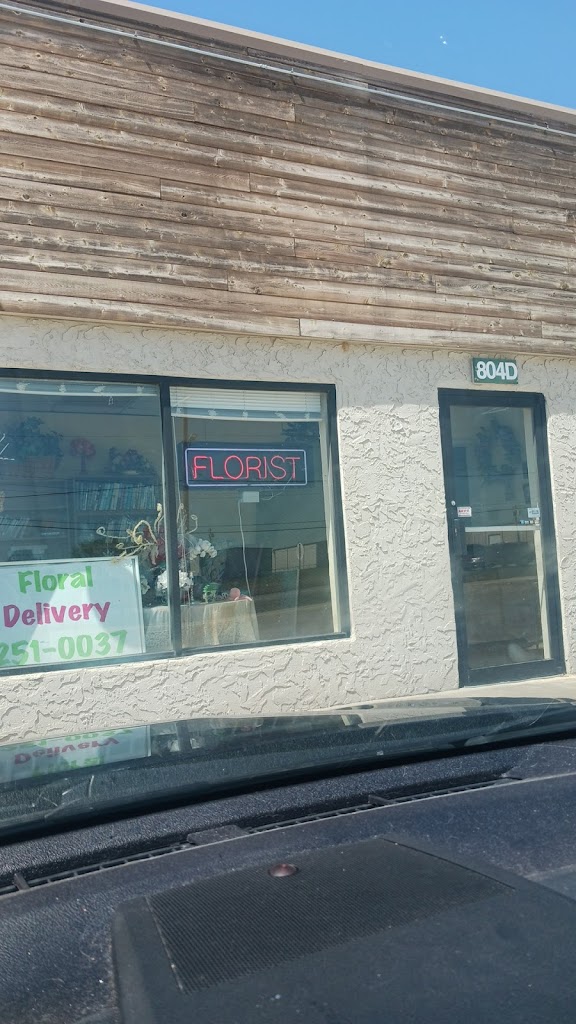 804D
FLORIST
Floral
Delivery
251-0037